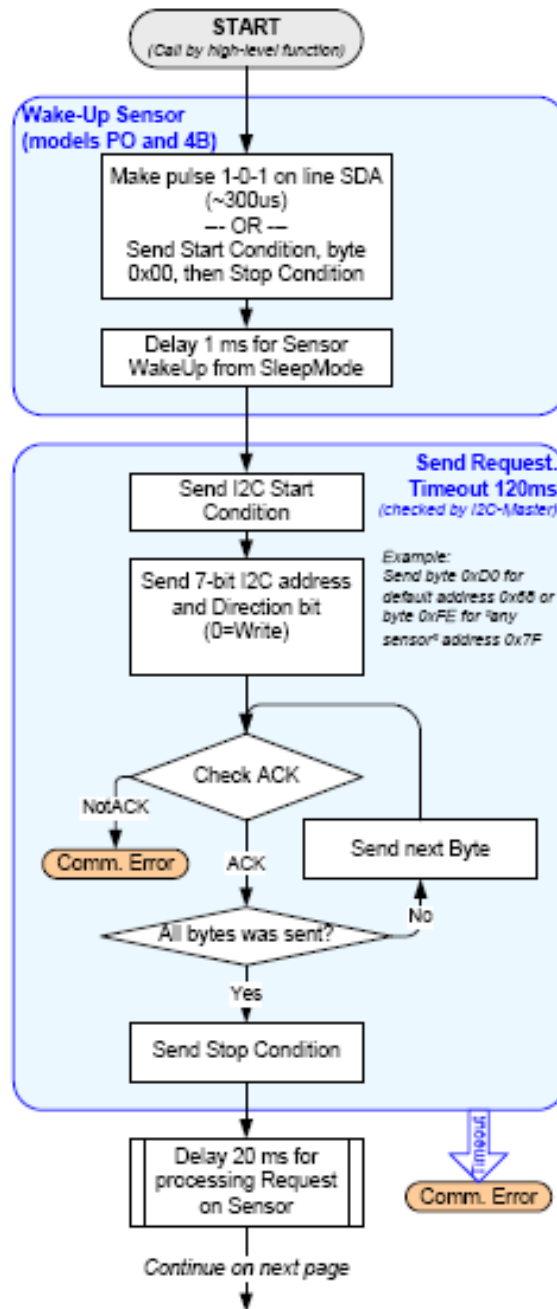 START
(Call by high-level function)
Wake-Up Sensor
(models PO and 4B)
Make pulse 1-0-1 on line SDA
(~300us)
--- OR ---
Send Start Condition, byte
0x00, then Stop Condition
Delay 1 ms for Sensor
WakeUp from SleepMode
Send Request.
Timeout 120ms
(checked by I2C-Master)
Send I2C Start
Condition
Send 7-bit I2C address
and Direction bit
(0=Write)
Example:
Send byte 0xD0 for
default address 0x68 or
byte 0xFE for "any
sensor" address 0x7F
Check ACK
NotACK
Comm. Error
ACK
Send next Byte
No
All bytes was sent?
Yes
Send Stop Condition
Timeout
Delay 20 ms for
processing Request
on Sensor
Comm. Error
Continue on next page